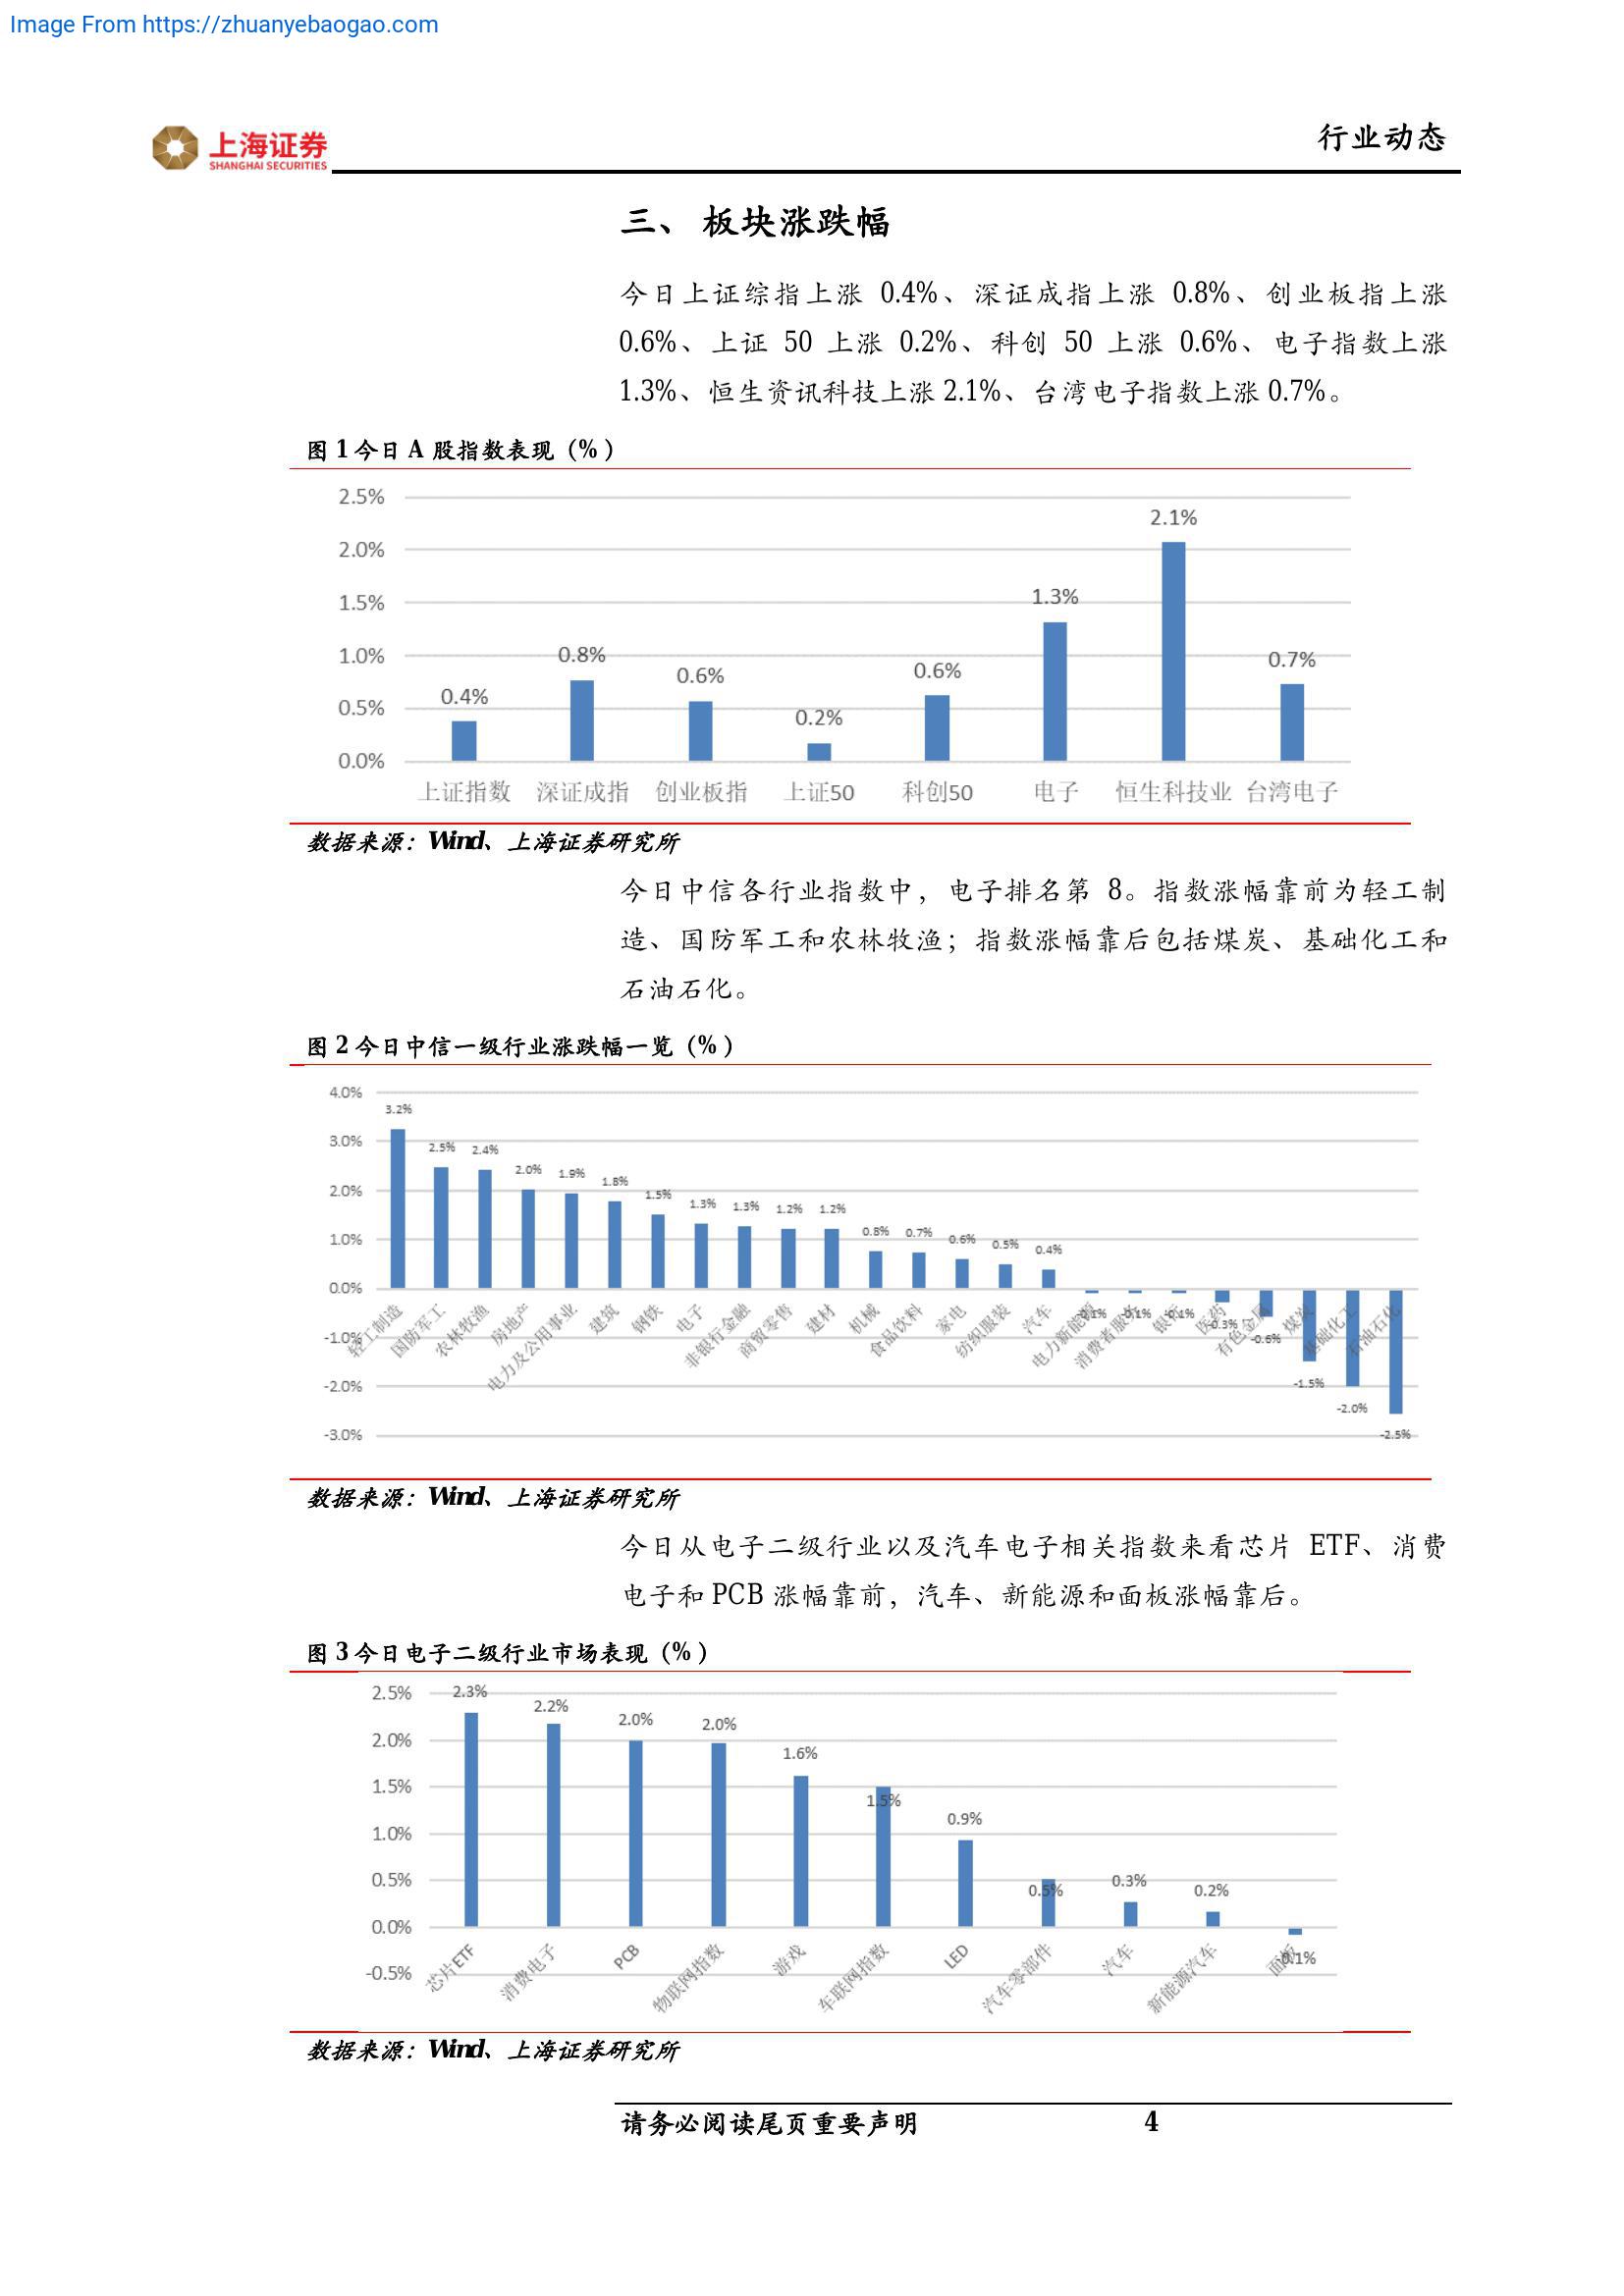 Image From https://zhuanyebaogao.com
上海证券
SHANGHAI SECURITIES
行业动态
三、 板块涨跌幅
今日上证综指上涨 0.4%、深证成指上涨 0.8%、创业板指上涨
0.6%、上证 50 上涨 0.2%、科创 50 上涨 0.6%、电子指数上涨
1.3%、恒生资讯科技上涨 2.1%、台湾电子指数上涨 0.7%。
图 1 今日 A 股指数表现（%）
2.5%
2.0%
1.5%
1.0%
0.5%
0.0%
0.4%
0.8%
0.6%
0.2%
0.6%
1.3%
2.1%
0.7%
上证指数 深证成指 创业板指 上证50 科创50 电子 恒生科技业 台湾电子
数据来源：Wind、上海证券研究所
今日中信各行业指数中，电子排名第 8。指数涨幅靠前为轻工制
造、国防军工和农林牧渔；指数涨幅靠后包括煤炭、基础化工和
石油石化。
图 2 今日中信一级行业涨跌幅一览（%）
4.0%
3.0%
2.0%
1.0%
0.0%
-1.0%
-2.0%
-3.0%
3.2%
2.5%
2.4%
2.0%
1.9%
1.8%
1.5%
1.3%
1.3%
1.2%
1.2%
0.8%
0.7%
0.6%
0.5%
0.4%
-0.1%
-0.1%
-0.1%
-0.3%
-0.6%
-1.5%
-2.0%
-2.5%
轻工制造
国防军工
农林牧渔
房地产
电力及公用事业
建筑
钢铁
电子
非银行金融
商贸零售
建材
机械
食品饮料
家电
纺织服装
汽车
电力新能源
消费者服务
银行
医药
有色金属
煤炭
基础化工
石油石化
数据来源：Wind、上海证券研究所
今日从电子二级行业以及汽车电子相关指数来看芯片 ETF、消费
电子和 PCB 涨幅靠前，汽车、新能源和面板涨幅靠后。
图 3 今日电子二级行业市场表现（%）
2.5%
2.0%
1.5%
1.0%
0.5%
0.0%
-0.5%
2.3%
2.2%
2.0%
2.0%
1.6%
1.5%
0.9%
0.5%
0.3%
0.2%
-0.1%
芯片ETF
消费电子
PCB
物联网指数
游戏
车联网指数
LED
汽车零部件
汽车
新能源汽车
面板
数据来源：Wind、上海证券研究所
请务必阅读尾页重要声明 4